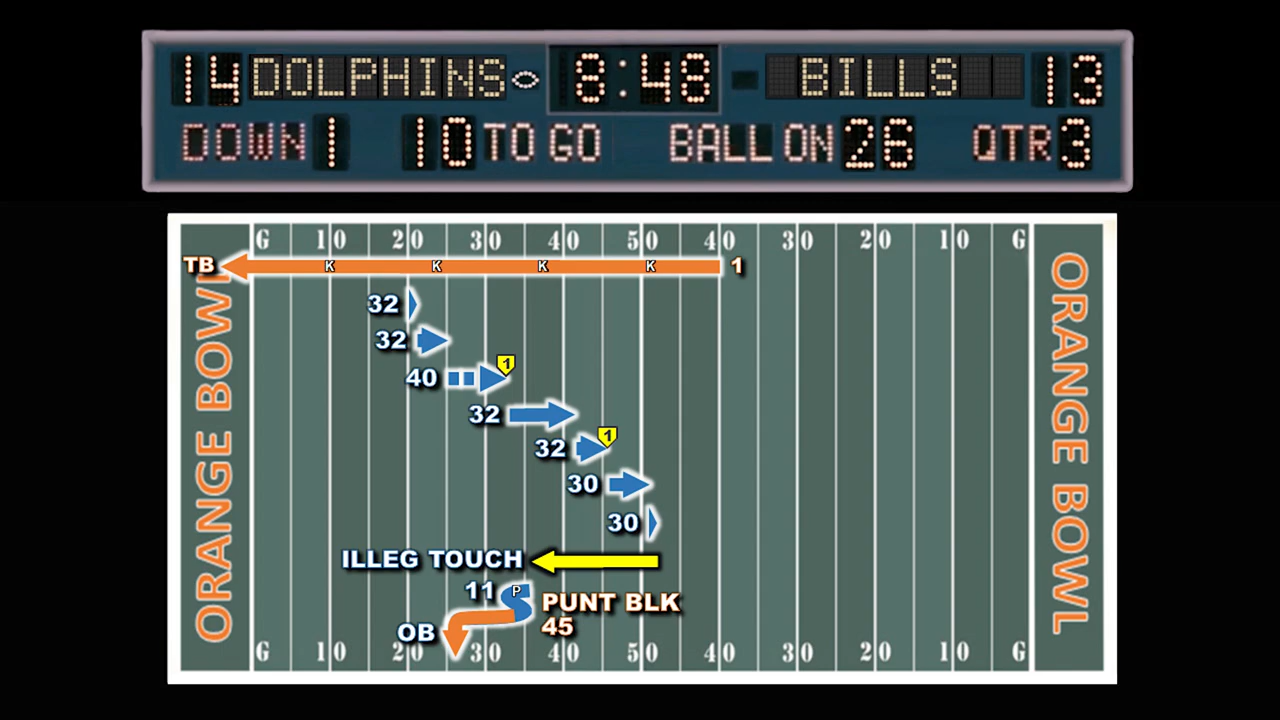 14 DOLPHINS 8:48 BILLS 13
DOWN 1 10 TO GO BALL ON 26 QTR 3
G 10 20 30 40 50 40 30 20 10 G
TB K K K K 1
32
32
40 1
32
32 1
30
30
ILLEG TOUCH
11 P PUNT BLK
45
OB
G 10 20 30 40 50 40 30 20 10 G
ORANGE BOWL
ORANGE BOWL